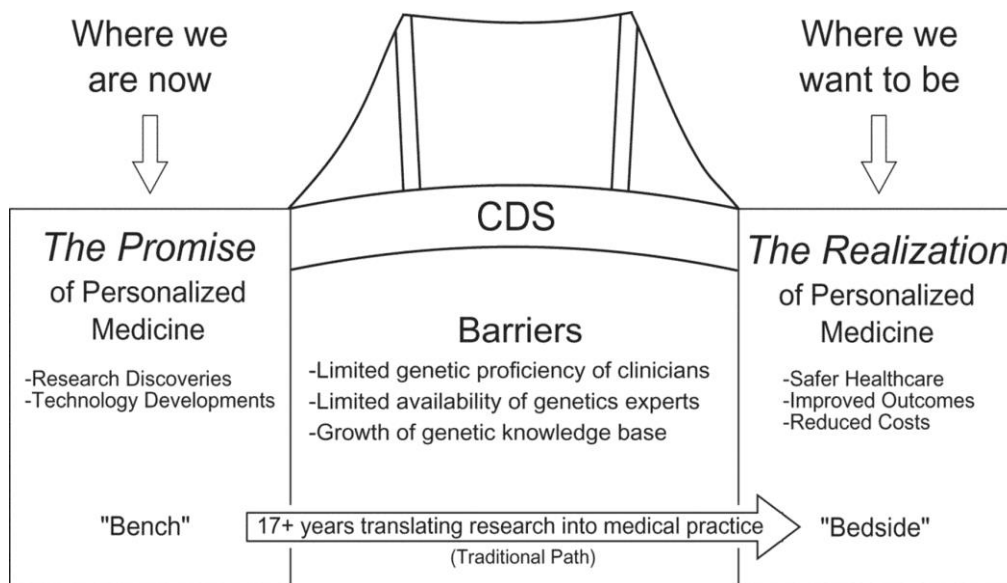 Where we
are now
Where we
want to be
CDS
The Promise
of Personalized
Medicine
-Research Discoveries
-Technology Developments
Barriers
-Limited genetic proficiency of clinicians
-Limited availability of genetics experts
-Growth of genetic knowledge base
The Realization
of Personalized
Medicine
-Safer Healthcare
-Improved Outcomes
-Reduced Costs
"Bench"
17+ years translating research into medical practice
(Traditional Path)
"Bedside"